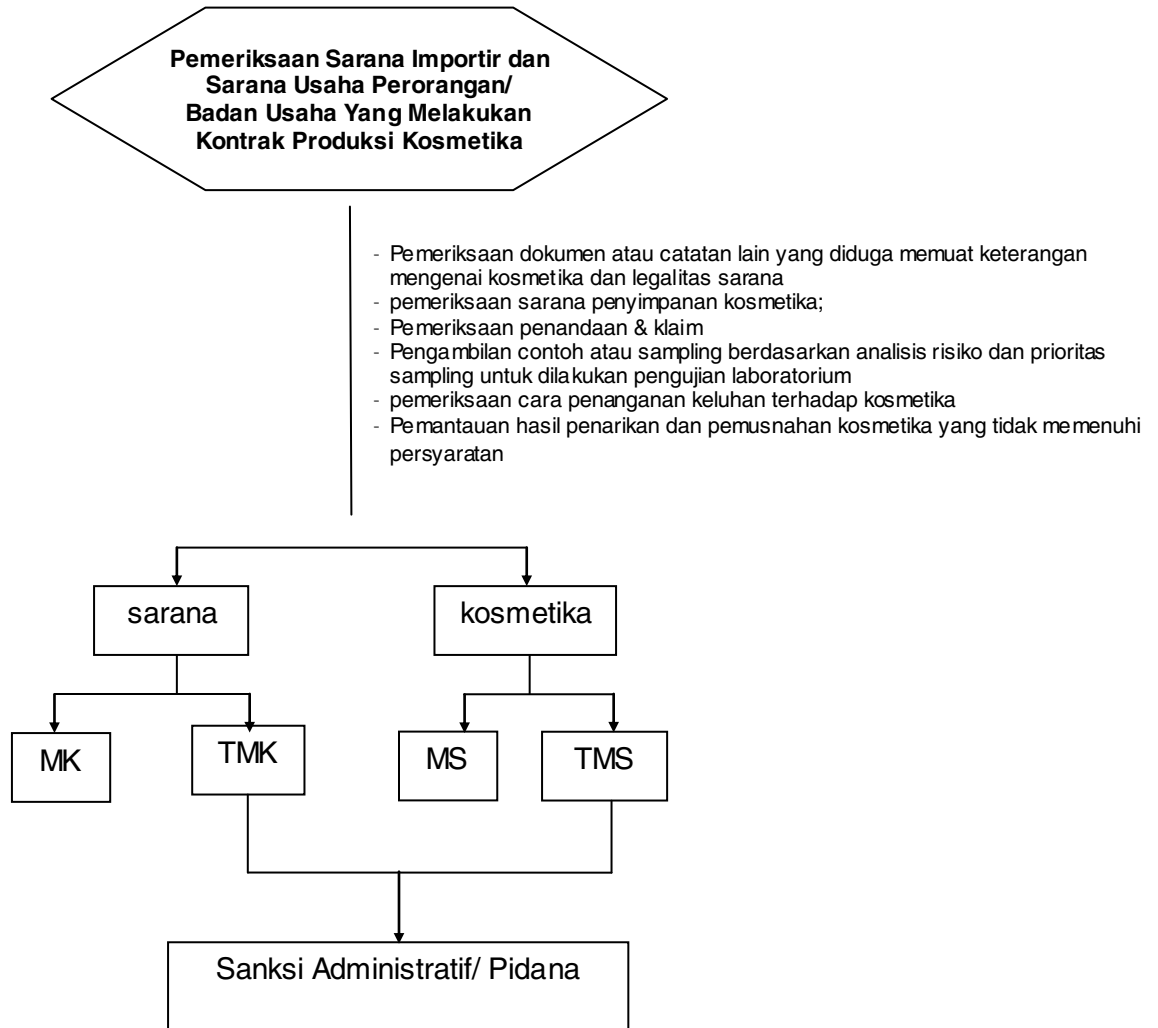 Pemeriksaan Sarana Importir dan
Sarana Usaha Perorangan/
Badan Usaha Yang Melakukan
Kontrak Produksi Kosmetika
- Pemeriksaan dokumen atau catatan lain yang diduga memuat keterangan
mengenai kosmetika dan legalitas sarana
- pemeriksaan sarana penyimpanan kosmetika;
- Pemeriksaan penandaan & klaim
- Pengambilan contoh atau sampling berdasarkan analisis risiko dan prioritas
sampling untuk dilakukan pengujian laboratorium
- pemeriksaan cara penanganan keluhan terhadap kosmetika
- Pemantauan hasil penarikan dan pemusnahan kosmetika yang tidak memenuhi
persyaratan
sarana
kosmetika
MK
TMK
MS
TMS
Sanksi Administratif/ Pidana